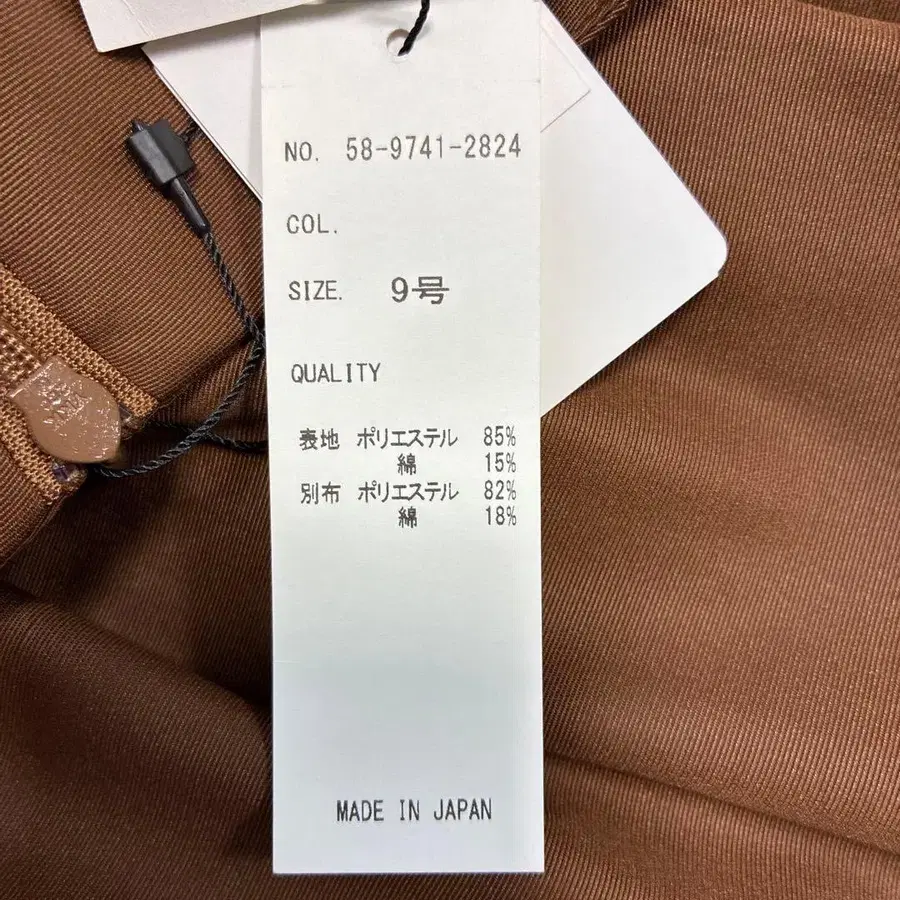 NO. 58-9741-2824
COL.
SIZE. 9号
QUALITY
表地 ポリエステル 85%
綿 15%
別布 ポリエステル 82%
綿 18%
MADE IN JAPAN